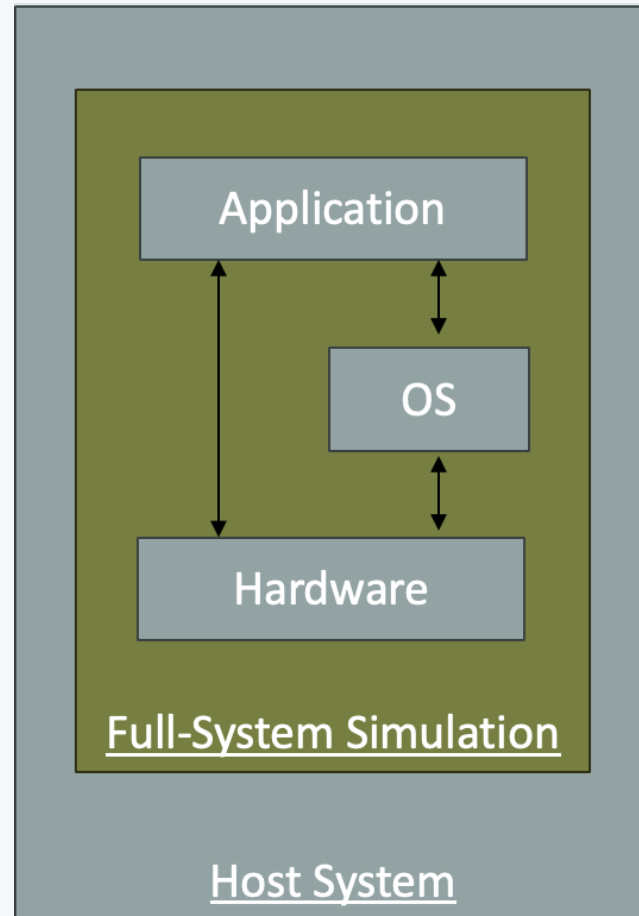 Application
OS
Hardware
Full-System Simulation
Host System